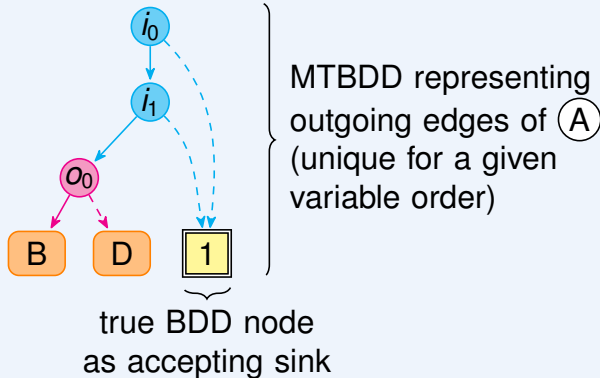 i₀
i₁
o₀
B D 1
MTBDD representing
outgoing edges of A
(unique for a given
variable order)
true BDD node
as accepting sink